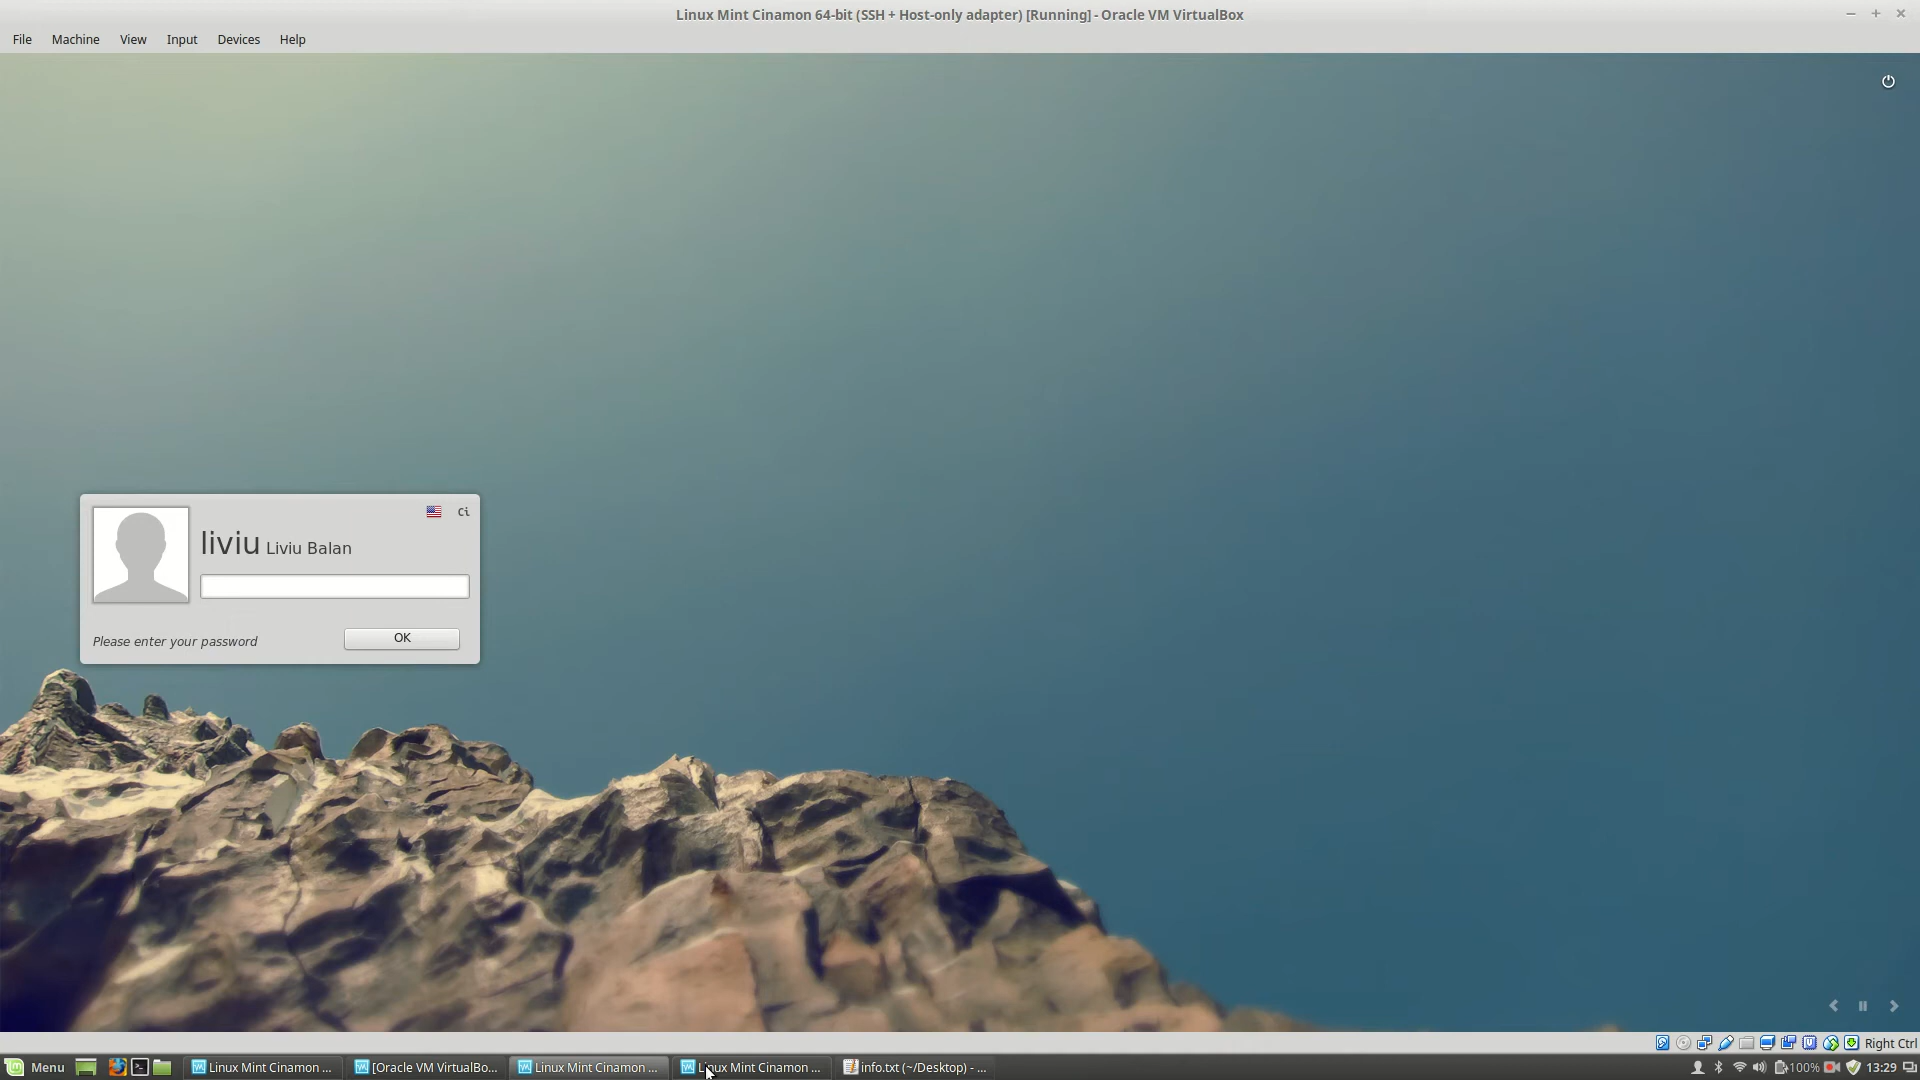 Linux Mint Cinamon 64-bit (SSH + Host-only adapter) [Running] - Oracle VM VirtualBox
File Machine View Input Devices Help
Ci
liviu Liviu Balan
Please enter your password
OK
Right Ctrl
Menu Linux Mint Cinamon ... [Oracle VM VirtualBo... Linux Mint Cinamon ... Linux Mint Cinamon ... info.txt (~/Desktop) - ... 100% 13:29